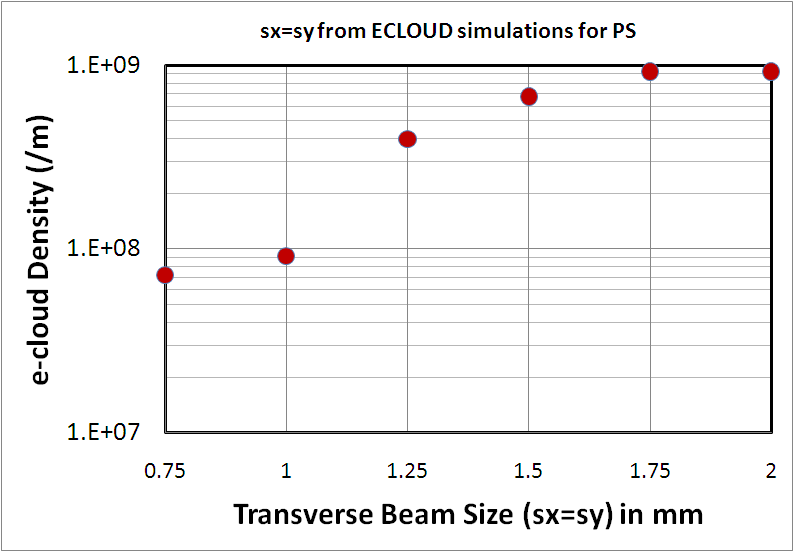 sx=sy from ECLOUD simulations for PS
1.E+09
1.E+08
1.E+07
e-cloud Density (/m)
0.75 1 1.25 1.5 1.75 2
Transverse Beam Size (sx=sy) in mm